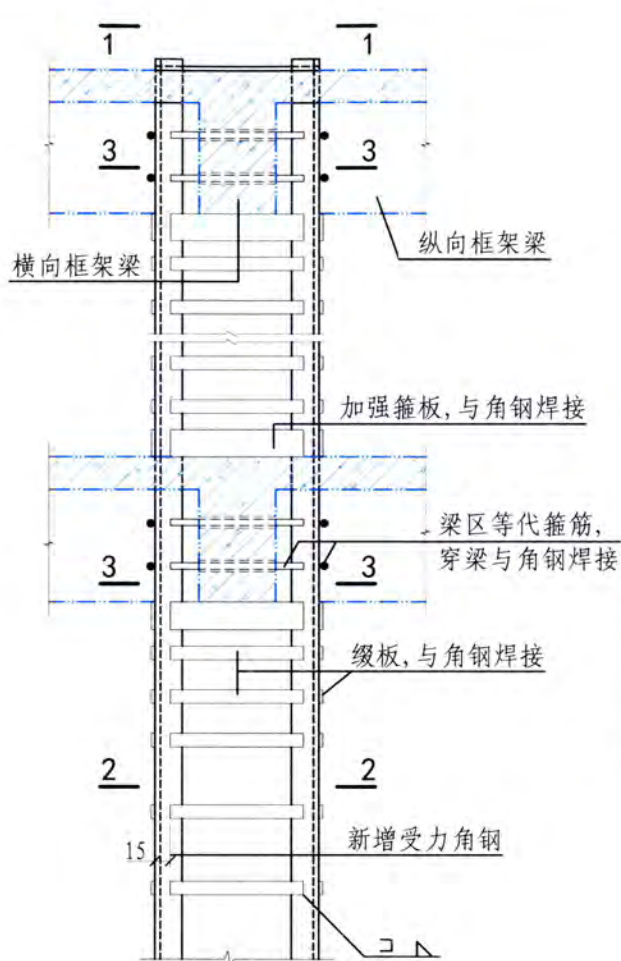 1 1
3 3
横向框架梁
纵向框架梁
加强箍板,与角钢焊接
梁区等代箍筋,
穿梁与角钢焊接
3 3
缀板,与角钢焊接
2 2
15
新增受力角钢